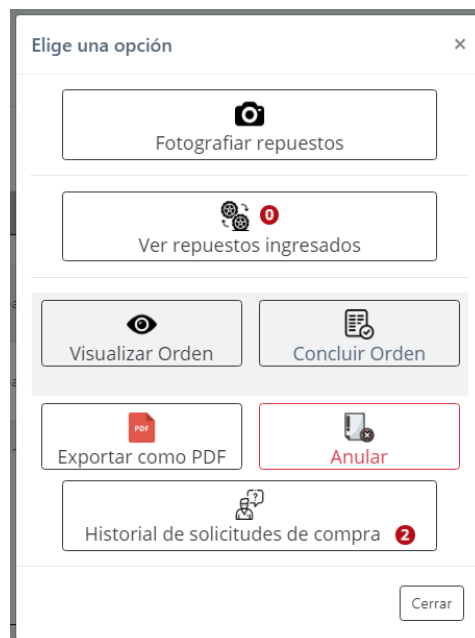 Elige una opción ×
Fotografiar repuestos
0
Ver repuestos ingresados
Visualizar Orden
Concluir Orden
PDF
Exportar como PDF
Anular
Historial de solicitudes de compra 2
Cerrar